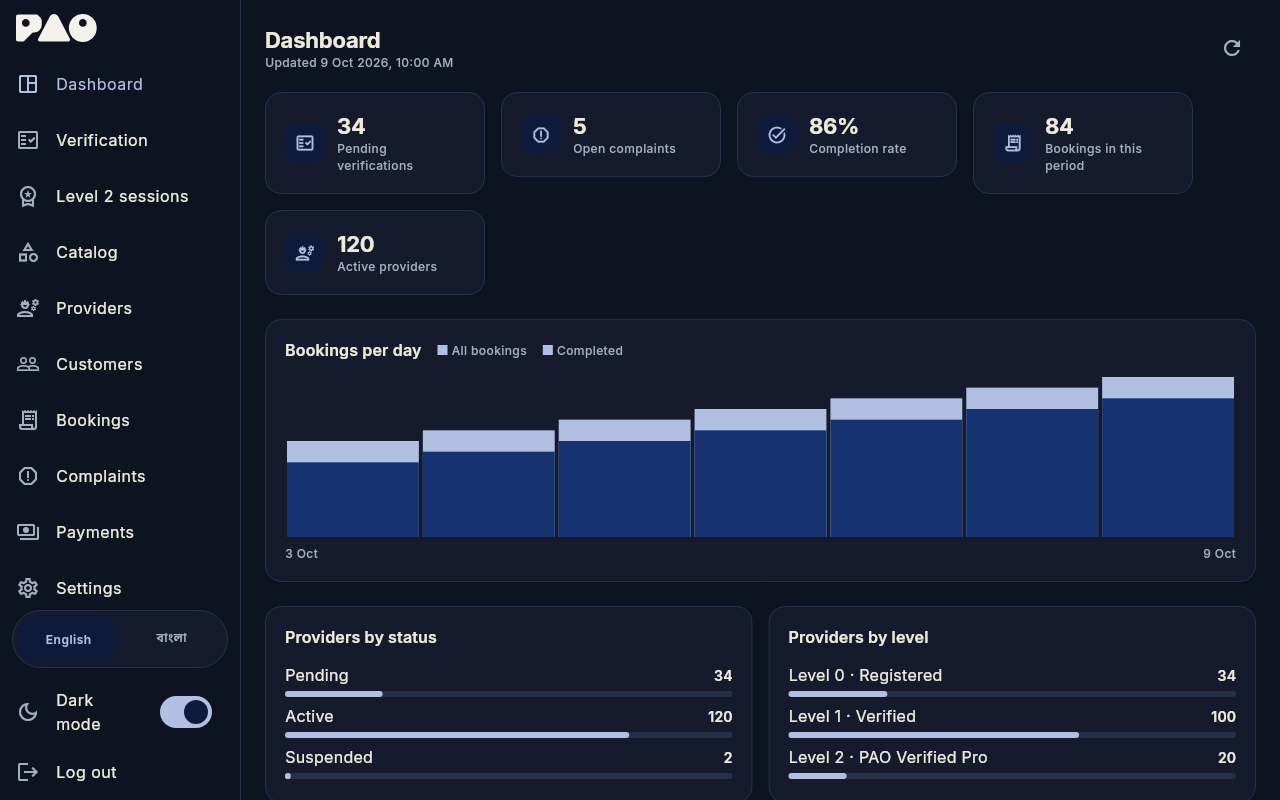 PAO
Dashboard
Verification
Level 2 sessions
Catalog
Providers
Customers
Bookings
Complaints
Payments
Settings
English
বাংলা
Dark
mode
Log out
Dashboard
Updated 9 Oct 2026, 10:00 AM
34
Pending
verifications
5
Open complaints
86%
Completion rate
84
Bookings in this
period
120
Active providers
Bookings per day
All bookings
Completed
3 Oct
9 Oct
Providers by status
Pending 34
Active 120
Suspended 2
Providers by level
Level 0 · Registered 34
Level 1 · Verified 100
Level 2 · PAO Verified Pro 20